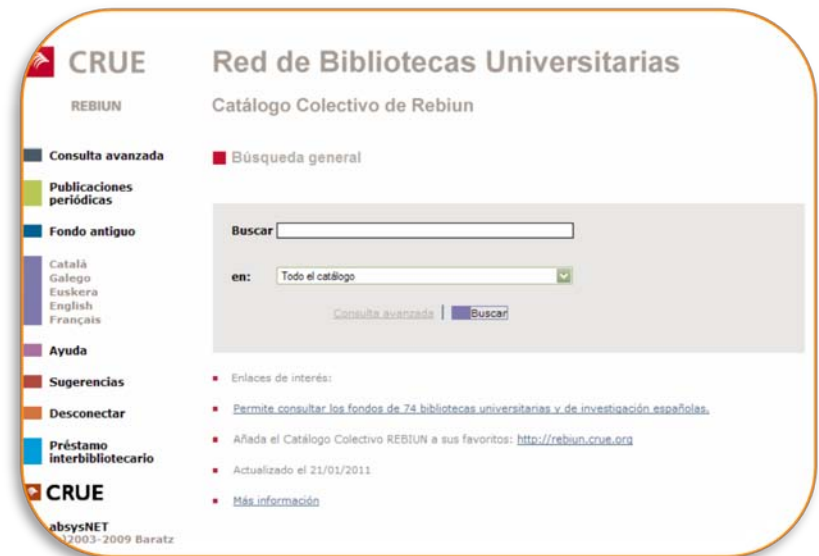 CRUE
REBIUN
Consulta avanzada
Publicaciones
periódicas
Fondo antiguo
Català
Galego
Euskera
English
Français
Ayuda
Sugerencias
Desconectar
Préstamo
interbibliotecario
CRUE
absysNET
2003-2009 Baratz
Red de Bibliotecas Universitarias
Catálogo Colectivo de Rebiun
Búsqueda general
Buscar
en: Todo el catálogo
Consulta avanzada | Buscar
Enlaces de interés:
Permite consultar los fondos de 74 bibliotecas universitarias y de investigación españolas.
Añada el Catálogo Colectivo REBIUN a sus favoritos: http://rebiun.crue.org
Actualizado el 21/01/2011
Más información